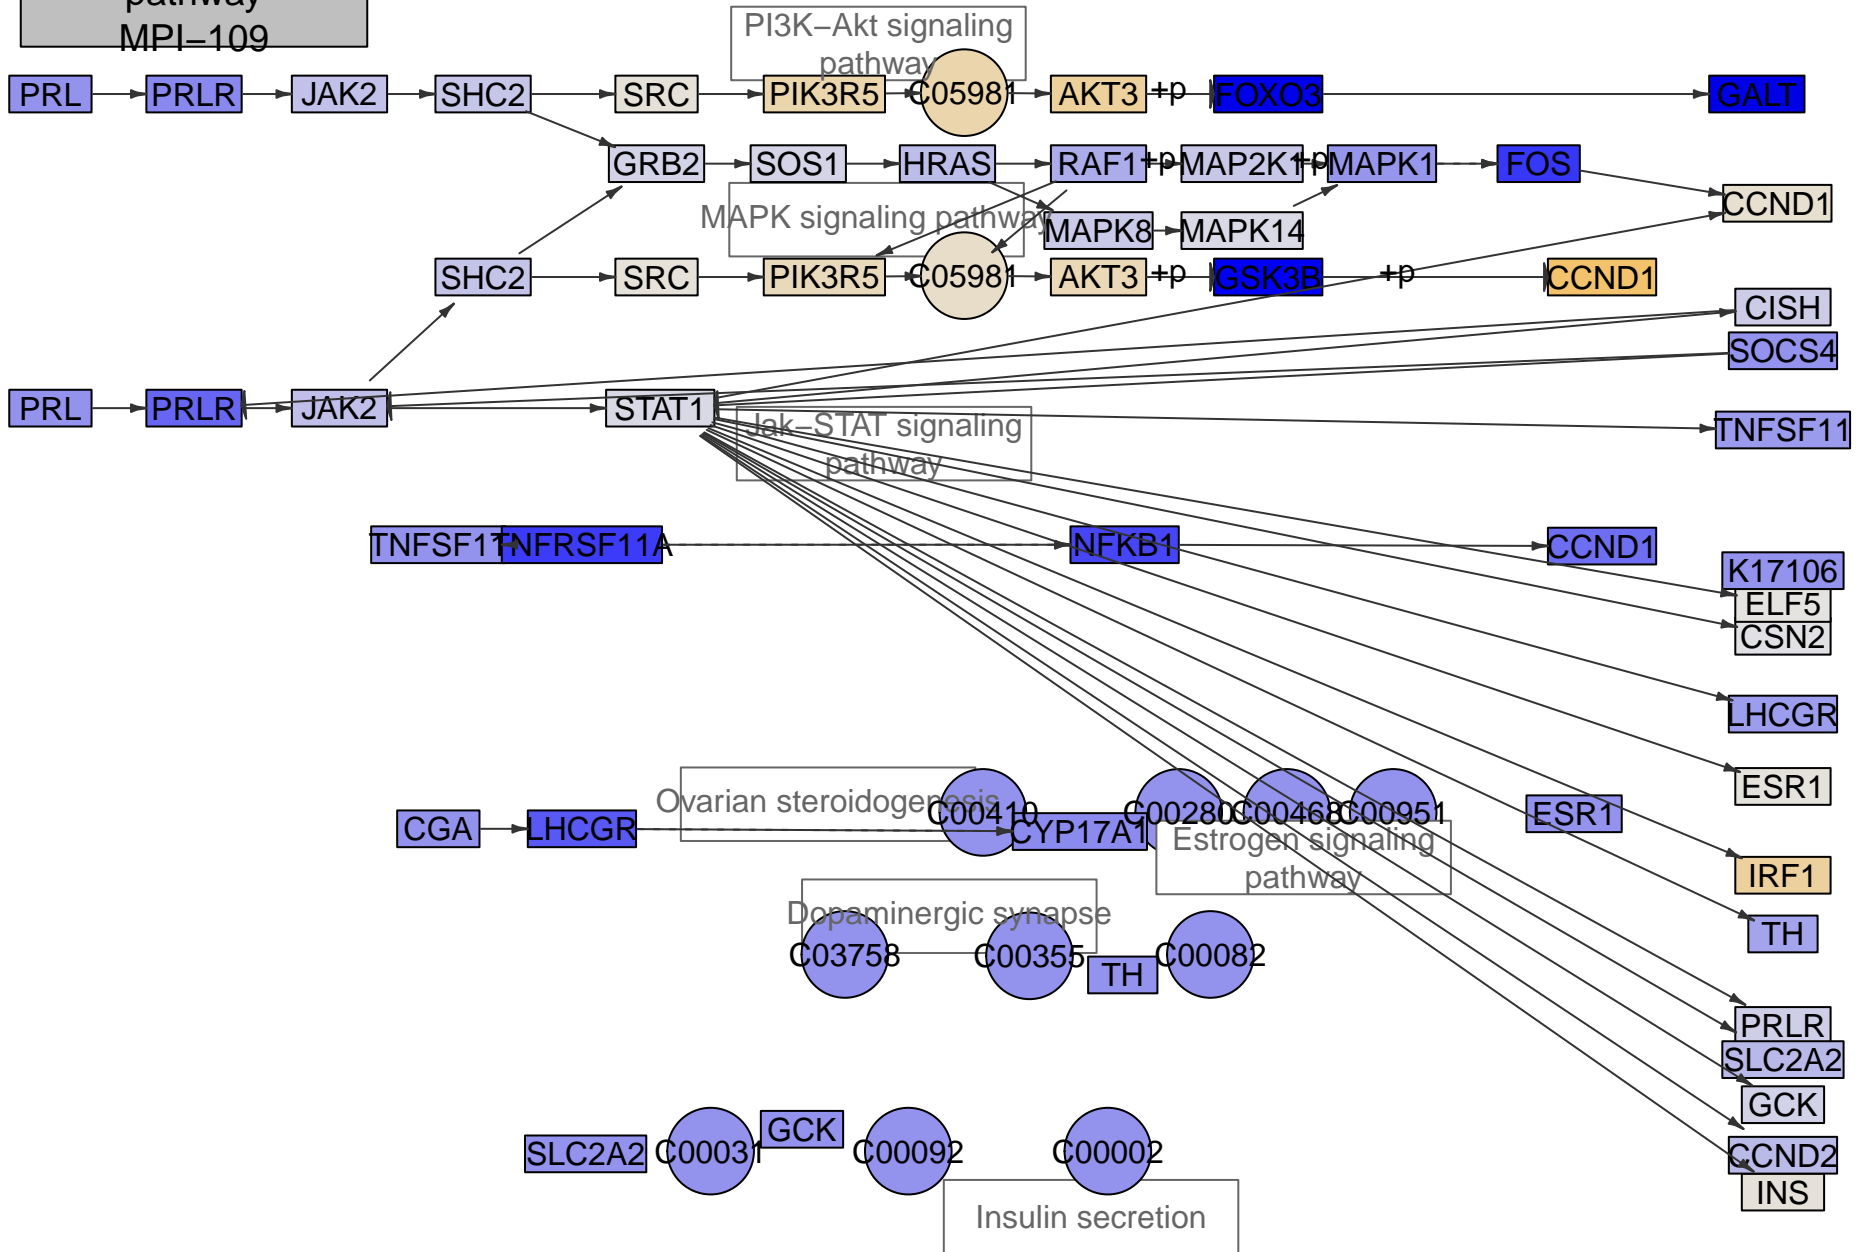 pathway
MPI–109
PI3K–Akt signaling
pathway
PRL
PRLR
JAK2
SHC2
SRC
PIK3R5
C05981
AKT3
+p
FOXO3
GALT
GRB2
SOS1
HRAS
RAF1
+p
MAP2K1
+p
MAPK1
FOS
CCND1
MAPK signaling pathway
MAPK8
MAPK14
SHC2
SRC
PIK3R5
C05981
AKT3
+p
GSK3B
+p
CCND1
CISH
SOCS4
PRL
PRLR
JAK2
STAT1
Jak–STAT signaling
pathway
TNFSF11
TNFSF11
TNFRSF11A
NFKB1
CCND1
K17106
ELF5
CSN2
LHCGR
ESR1
Ovarian steroidogenesis
C00410
C00280
C00468
C00951
ESR1
CGA
LHCGR
CYP17A1
Estrogen signaling
pathway
IRF1
Dopaminergic synapse
TH
C03758
C00355
TH
C00082
PRLR
SLC2A2
GCK
SLC2A2
C00031
GCK
C00092
C00002
CCND2
INS
Insulin secretion